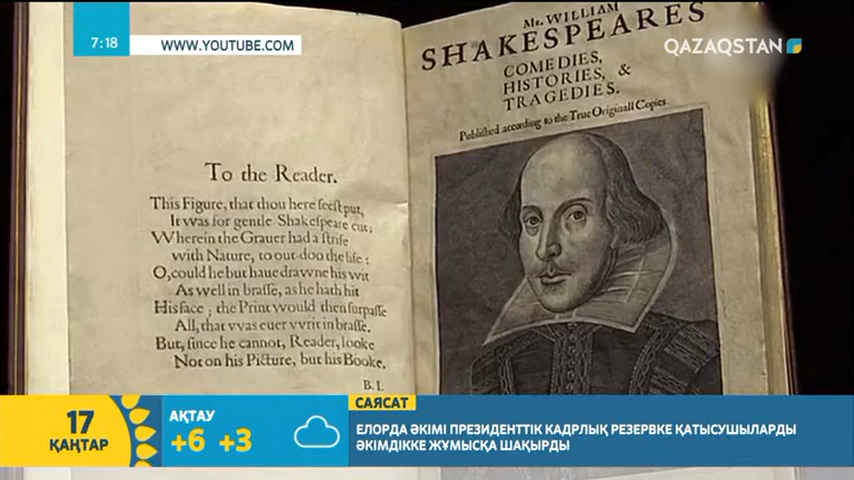 7:18
WWW.YOUTUBE.COM
QAZAQSTAN
To the Reader.
This Figure, that thou here ſeeſt put,
It vvas for gentle Shakeſpeare cut;
Wherein the Grauer had a ſtrife
with Nature, to out-doo the life :
O, could he but haue dravvne his vvit
As vvell in braſſe, as he hath hit
His face ; the Print vvould then ſurpaſſe
All, that vvas euer vvrit in braſſe.
But, ſince he cannot, Reader, looke
Not on his Picture, but his Booke.
B. I.
Mr. WILLIAM
SHAKESPEARES
COMEDIES,
HISTORIES, &
TRAGEDIES.
Publiſhed according to the True Originall Copies.
17
ҚАҢТАР
АҚТАУ
+6 +3
САЯСАТ
ЕЛОРДА ӘКІМІ ПРЕЗИДЕНТТІК КАДРЛЫҚ РЕЗЕРВКЕ ҚАТЫСУШЫЛАРДЫ
ӘКІМДІККЕ ЖҰМЫСҚА ШАҚЫРДЫ